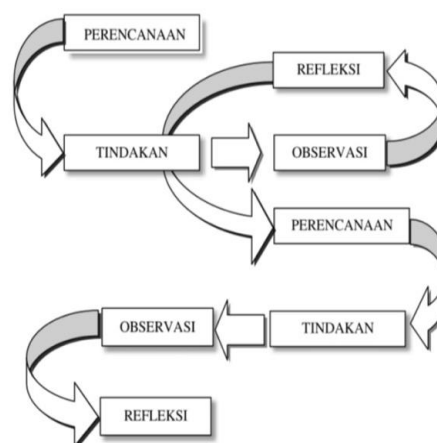 PERENCANAAN
REFLEKSI
TINDAKAN
OBSERVASI
PERENCANAAN
OBSERVASI
TINDAKAN
REFLEKSI